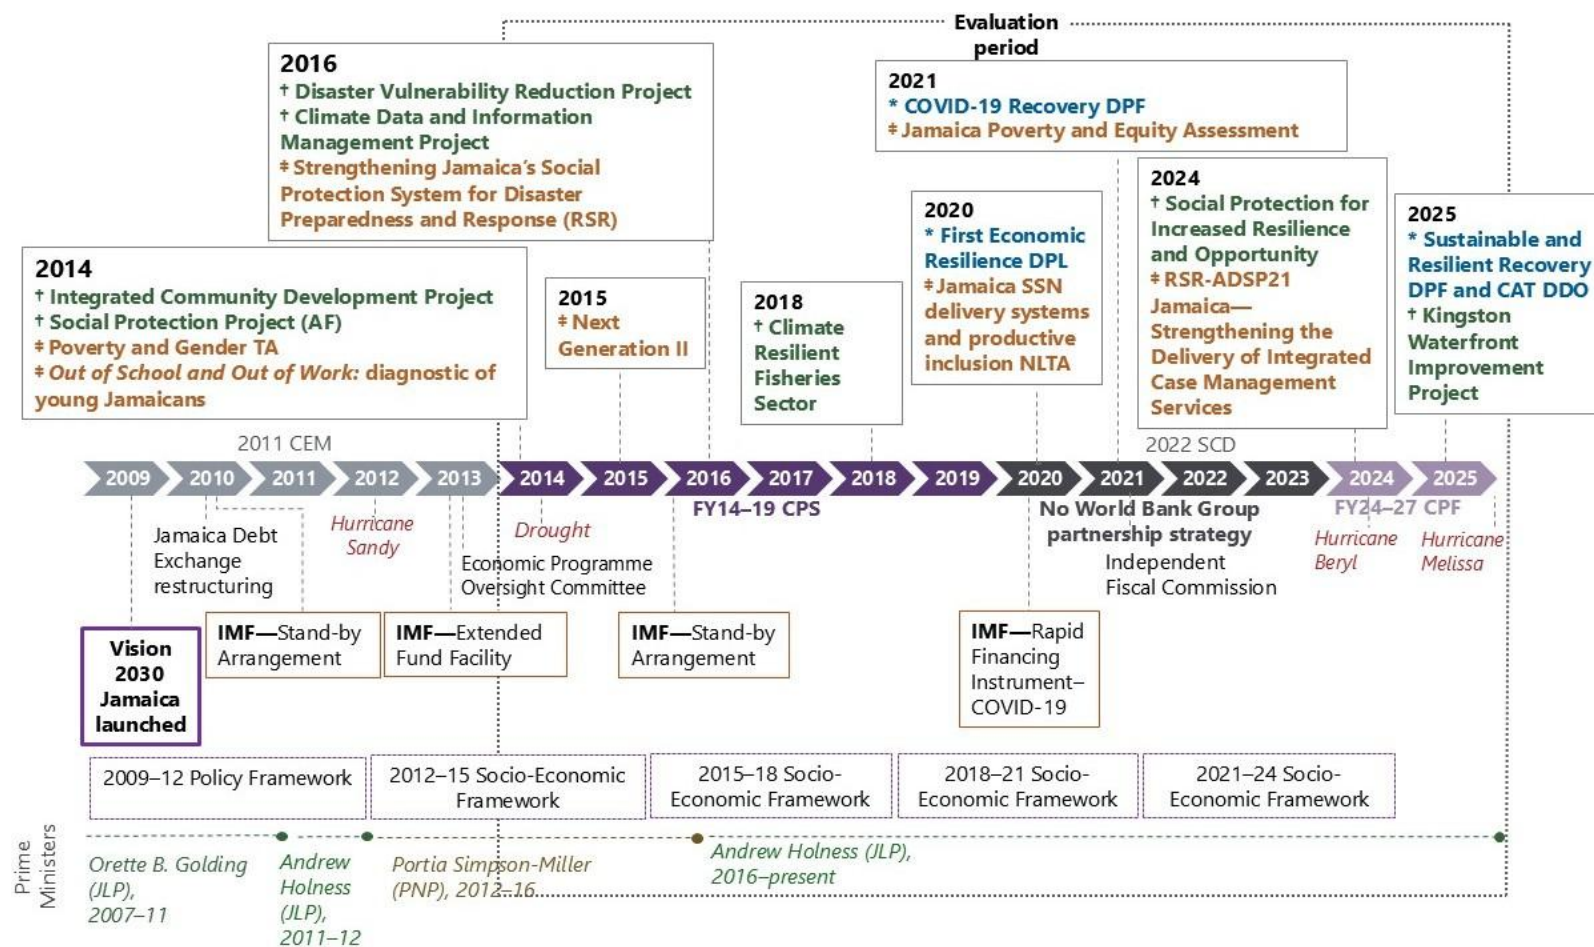 Evaluation
period
2016
† Disaster Vulnerability Reduction Project
† Climate Data and Information
Management Project
‡ Strengthening Jamaica's Social
Protection System for Disaster
Preparedness and Response (RSR)
2021
* COVID-19 Recovery DPF
‡ Jamaica Poverty and Equity Assessment
2014
† Integrated Community Development Project
† Social Protection Project (AF)
‡ Poverty and Gender TA
‡ Out of School and Out of Work: diagnostic of
young Jamaicans
2015
‡ Next
Generation II
2018
† Climate
Resilient
Fisheries
Sector
2020
* First Economic
Resilience DPL
‡ Jamaica SSN
delivery systems
and productive
inclusion NLTA
2024
† Social Protection for
Increased Resilience
and Opportunity
‡ RSR-ADSP21
Jamaica—
Strengthening the
Delivery of Integrated
Case Management
Services
2025
* Sustainable and
Resilient Recovery
DPF and CAT DDO
† Kingston
Waterfront
Improvement
Project
2011 CEM
2022 SCD
2009 2010 2011 2012 2013 2014 2015 2016 2017 2018 2019 2020 2021 2022 2023 2024 2025
FY14–19 CPS
No World Bank Group
partnership strategy
FY24–27 CPF
Jamaica Debt
Exchange
restructuring
Hurricane
Sandy
Drought
Economic Programme
Oversight Committee
Independent
Fiscal Commission
Hurricane
Beryl
Hurricane
Melissa
Vision
2030
Jamaica
launched
IMF—Stand-by
Arrangement
IMF—Extended
Fund Facility
IMF—Stand-by
Arrangement
IMF—Rapid
Financing
Instrument–
COVID-19
2009–12 Policy Framework
2012–15 Socio-Economic
Framework
2015–18 Socio-
Economic Framework
2018–21 Socio-
Economic Framework
2021–24 Socio-
Economic Framework
Prime
Ministers
Orette B. Golding
(JLP),
2007–11
Andrew
Holness
(JLP),
2011–12
Portia Simpson-Miller
(PNP), 2012–16
Andrew Holness (JLP),
2016–present